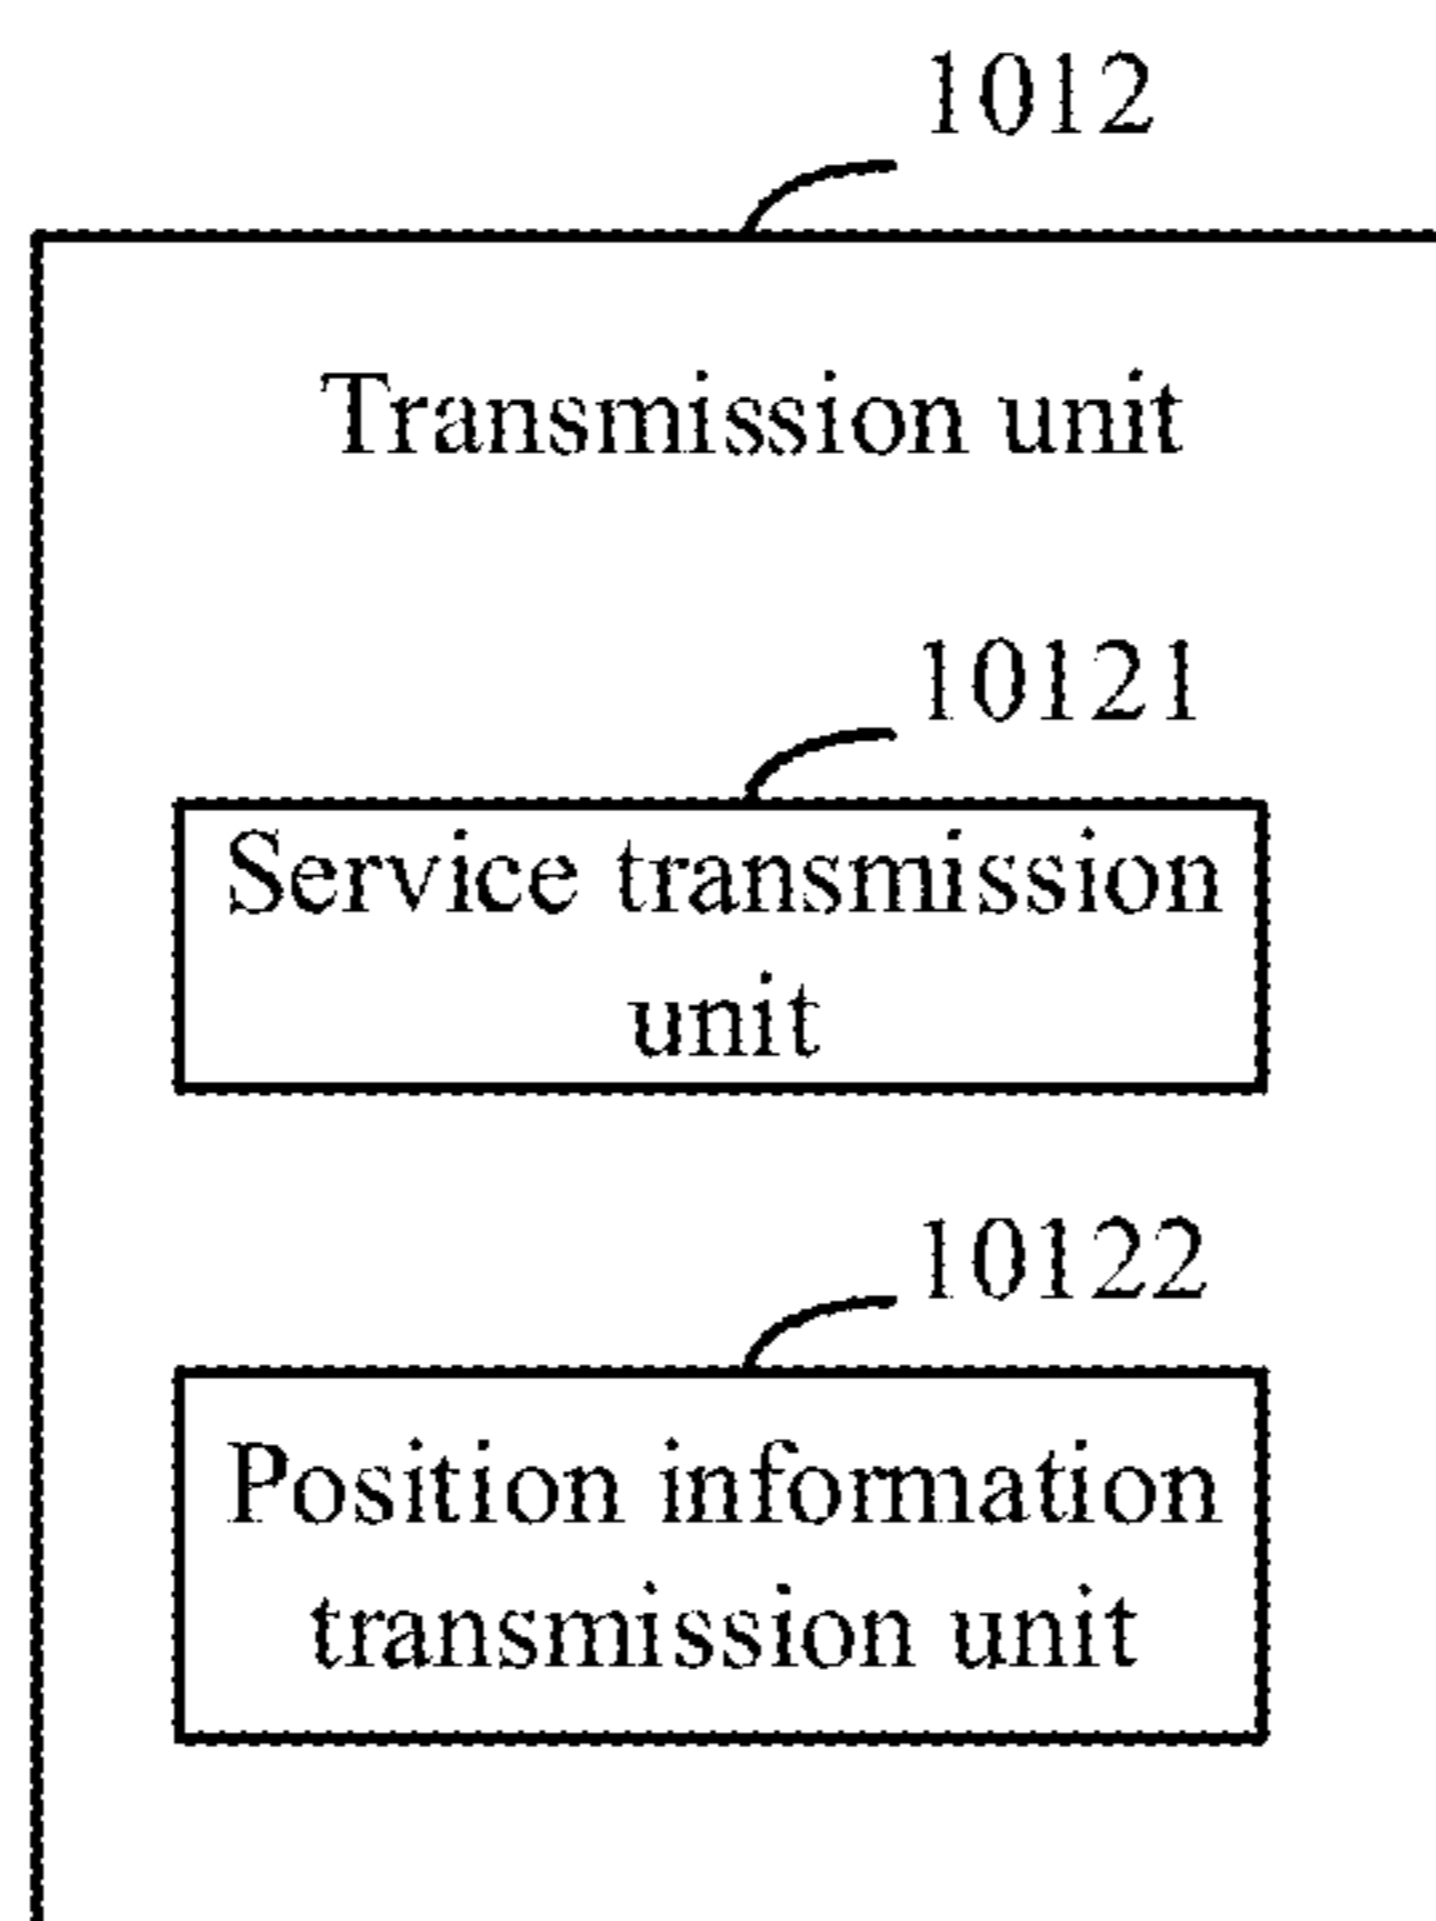 1012
Transmission unit
10121
Service transmission
unit
10122
Position information
transmission unit